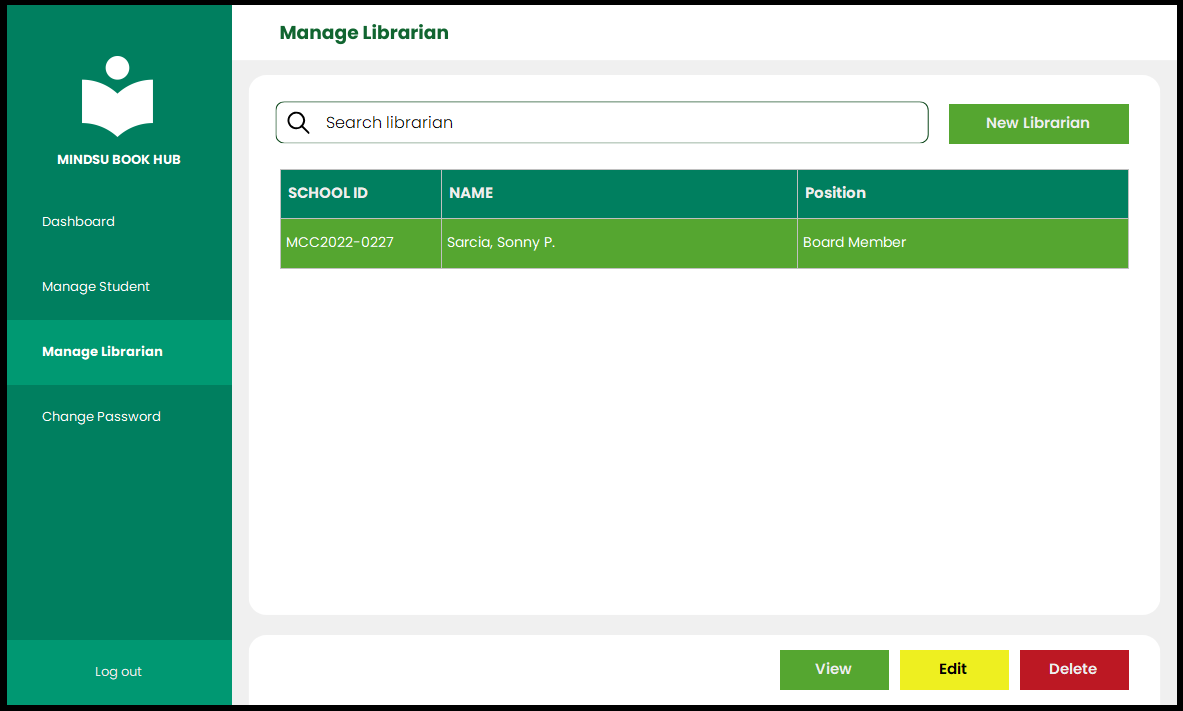 Manage Librarian
MINDSU BOOK HUB
Dashboard
Manage Student
Manage Librarian
Change Password
Log out
Search librarian
New Librarian
SCHOOL ID NAME Position
MCC2022-0227 Sarcia, Sonny P. Board Member
View Edit Delete